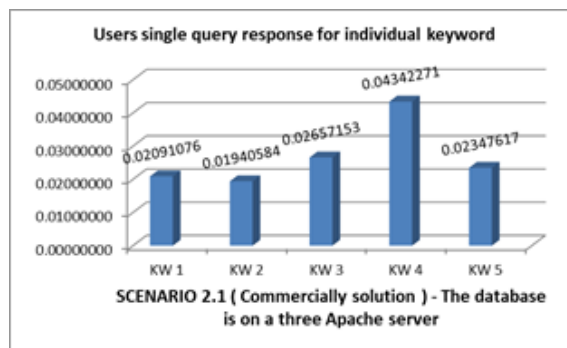 Users single query response for individual keyword
0.05000000
0.04000000
0.03000000
0.02000000
0.01000000
0.00000000
0.02091076
0.01940584
0.02657153
0.04342271
0.02347617
KW 1
KW 2
KW 3
KW 4
KW 5
SCENARIO 2.1 ( Commercially solution ) - The database
is on a three Apache server